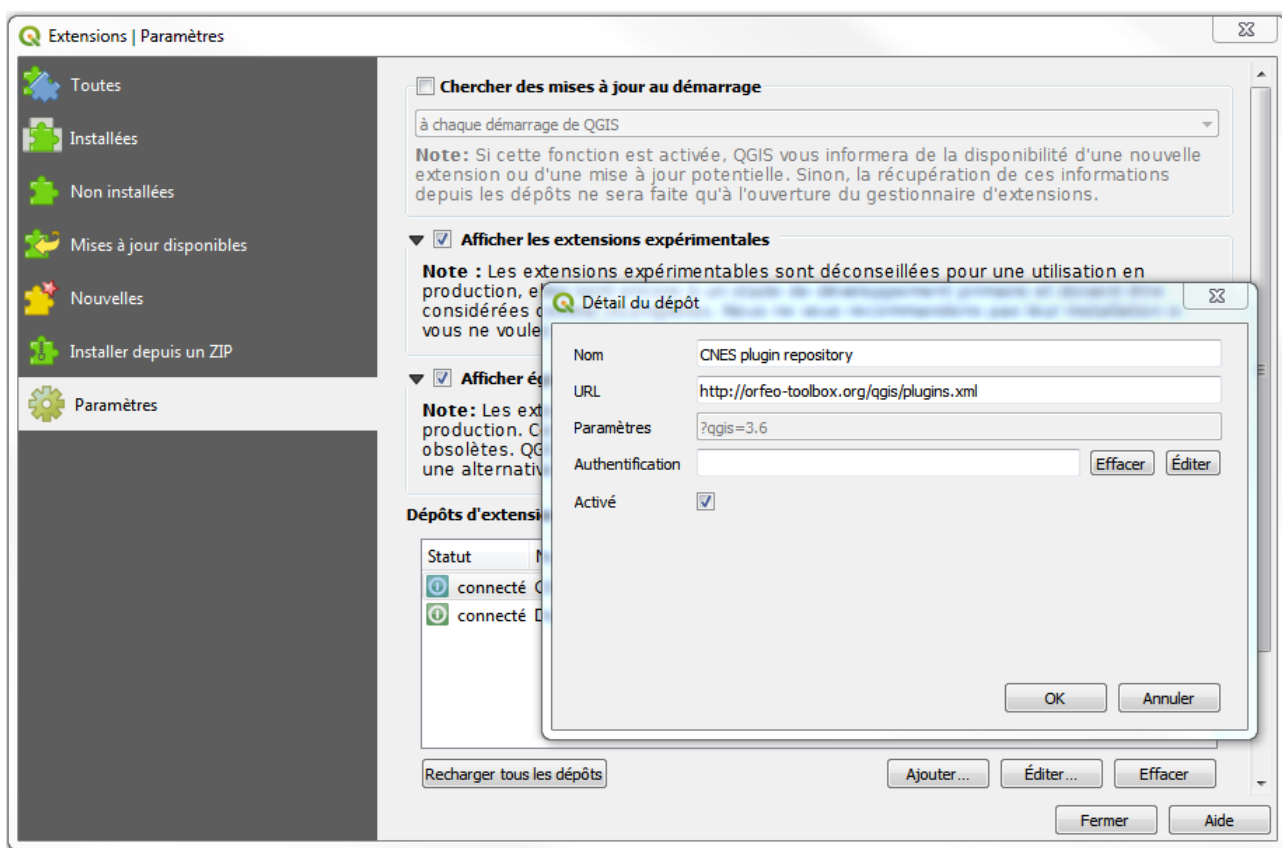 Extensions | Paramètres
Toutes
Installées
Non installées
Mises à jour disponibles
Nouvelles
Installer depuis un ZIP
Paramètres
Chercher des mises à jour au démarrage
à chaque démarrage de QGIS
Note: Si cette fonction est activée, QGIS vous informera de la disponibilité d'une nouvelle
extension ou d'une mise à jour potentielle. Sinon, la récupération de ces informations
depuis les dépôts ne sera faite qu'à l'ouverture du gestionnaire d'extensions.
Afficher les extensions expérimentales
Note : Les extensions expérimentables sont déconseillées pour une utilisation en
production,
considérées
vous ne
Afficher
Note: Les
production.
obsolètes.
une
Dépôts
Statut
connecté
connecté
Recharger tous les dépôts
Ajouter...
Éditer...
Effacer
Fermer
Aide
Détail du dépôt
Nom
CNES plugin repository
URL
http://orfeo-toolbox.org/qgis/plugins.xml
Paramètres
?qgis=3.6
Authentification
Effacer
Éditer
Activé
OK
Annuler